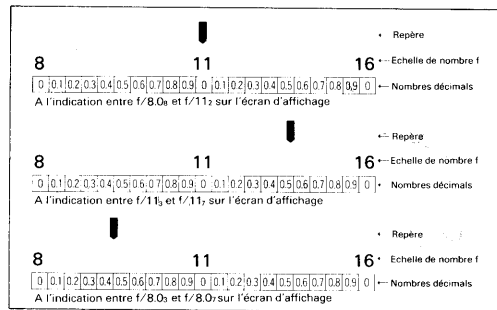 Repère
8 11 16 Echelle de nombre f
0 0.1 0.2 0.3 0.4 0.5 0.6 0.7 0.8 0.9 0 0.1 0.2 0.3 0.4 0.5 0.6 0.7 0.8 0,9 0 Nombres décimals
A l'indication entre f/8.0₈ et f/11₂ sur l'écran d'affichage
Repère
8 11 16 Echelle de nombre f
0 0.1 0.2 0.3 0.4 0.5 0.6 0.7 0.8 0.9 0 0.1 0.2 0.3 0.4 0.5 0.6 0.7 0.8 0.9 0 Nombres décimals
A l'indication entre f/11₃ et f/11₇ sur l'écran d'affichage
Repère
8 11 16 Echelle de nombre f
0 0.1 0.2 0.3 0.4 0.5 0.6 0.7 0.8 0.9 0 0.1 0.2 0.3 0.4 0.5 0.6 0.7 0.8 0.9 0 Nombres décimals
A l'indication entre f/8.0₃ et f/8.0₇ sur l'écran d'affichage